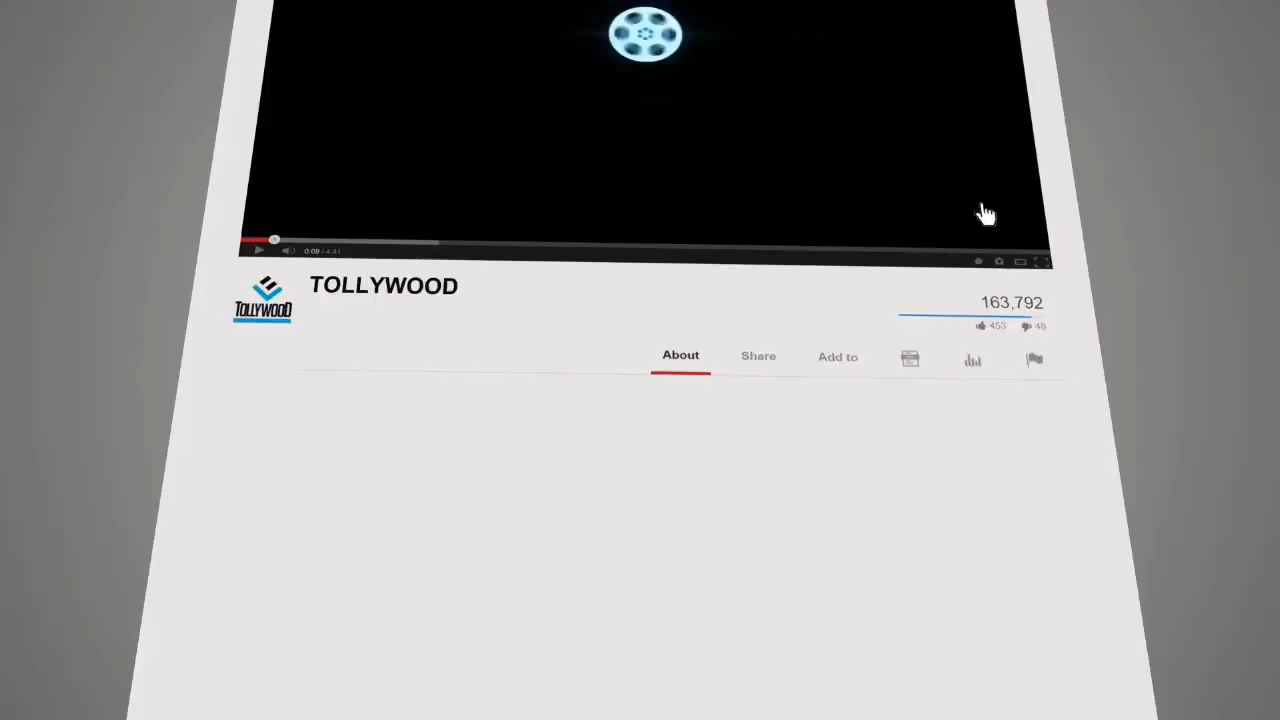 0:09 / 4:41
TOLLYWOOD
TOLLYWOOD
163,792
453 48
About Share Add to